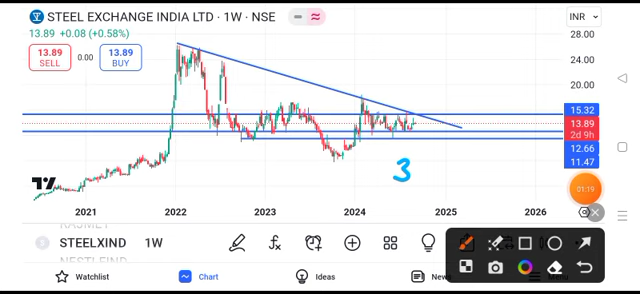 STEEL EXCHANGE INDIA LTD · 1W · NSE
INR
13.89 +0.08 (+0.58%)
13.89
SELL
0.00
13.89
BUY
28.00
24.00
20.00
15.32
13.89
2d 9h
12.66
11.47
3
01:19
2021
2022
2023
2024
2025
2026
STEELXIND 1W
NESTLEIND
Watchlist
Chart
Ideas
News